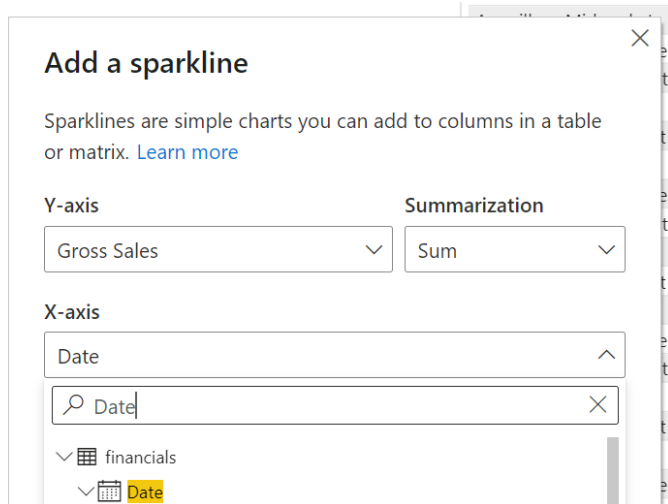 Add a sparkline
Sparklines are simple charts you can add to columns in a table
or matrix. Learn more
Y-axis
Summarization
Gross Sales
Sum
X-axis
Date
Date
financials
Date